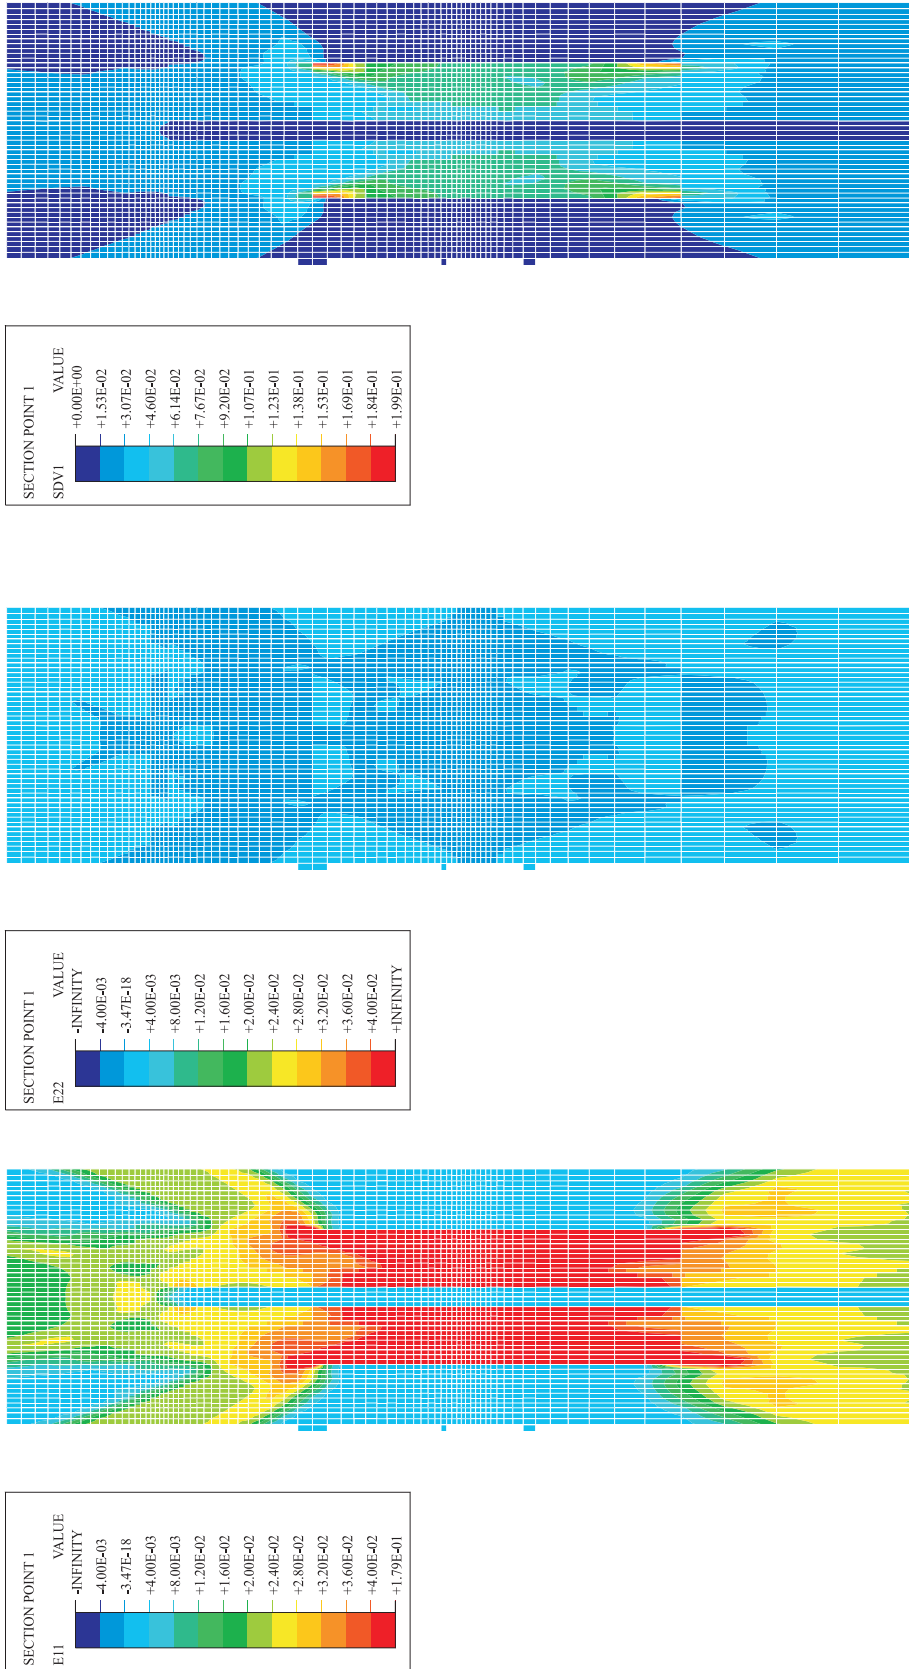 SECTION POINT 1
SDV1 VALUE
+0.00E+00
+1.53E-02
+3.07E-02
+4.60E-02
+6.14E-02
+7.67E-02
+9.20E-02
+1.07E-01
+1.23E-01
+1.38E-01
+1.53E-01
+1.69E-01
+1.84E-01
+1.99E-01
SECTION POINT 1
E22 VALUE
-INFINITY
-4.00E-03
-3.47E-18
+4.00E-03
+8.00E-03
+1.20E-02
+1.60E-02
+2.00E-02
+2.40E-02
+2.80E-02
+3.20E-02
+3.60E-02
+4.00E-02
+INFINITY
SECTION POINT 1
E11 VALUE
-INFINITY
-4.00E-03
-3.47E-18
+4.00E-03
+8.00E-03
+1.20E-02
+1.60E-02
+2.00E-02
+2.40E-02
+2.80E-02
+3.20E-02
+3.60E-02
+4.00E-02
+1.79E-01